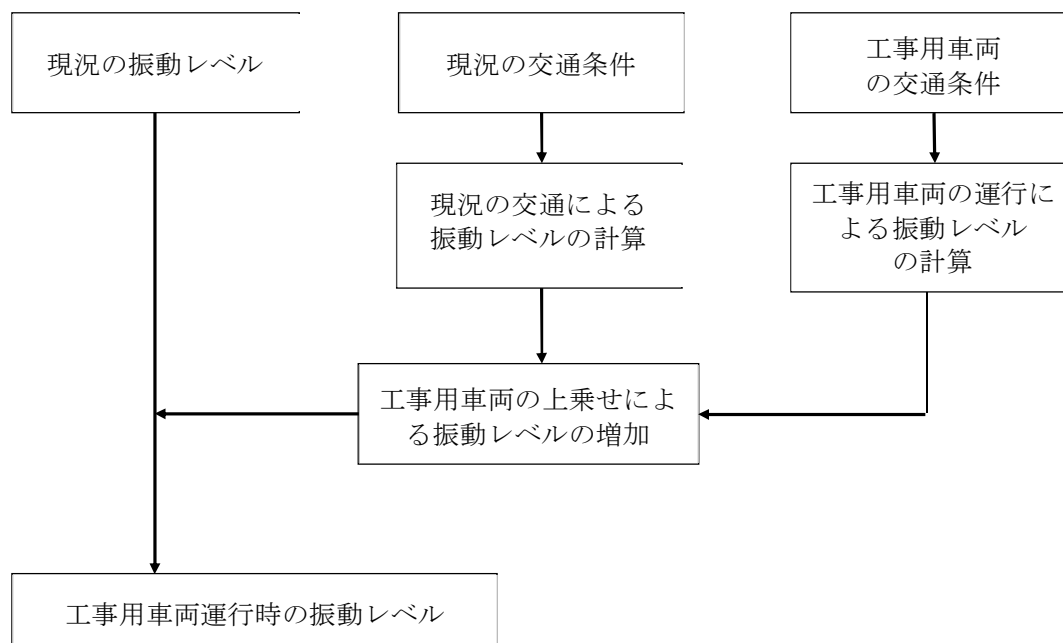 現況の振動レベル
現況の交通条件
工事用車両
の交通条件
現況の交通による
振動レベルの計算
工事用車両の運行に
よる振動レベル
の計算
工事用車両の上乗せによ
る振動レベルの増加
工事用車両運行時の振動レベル